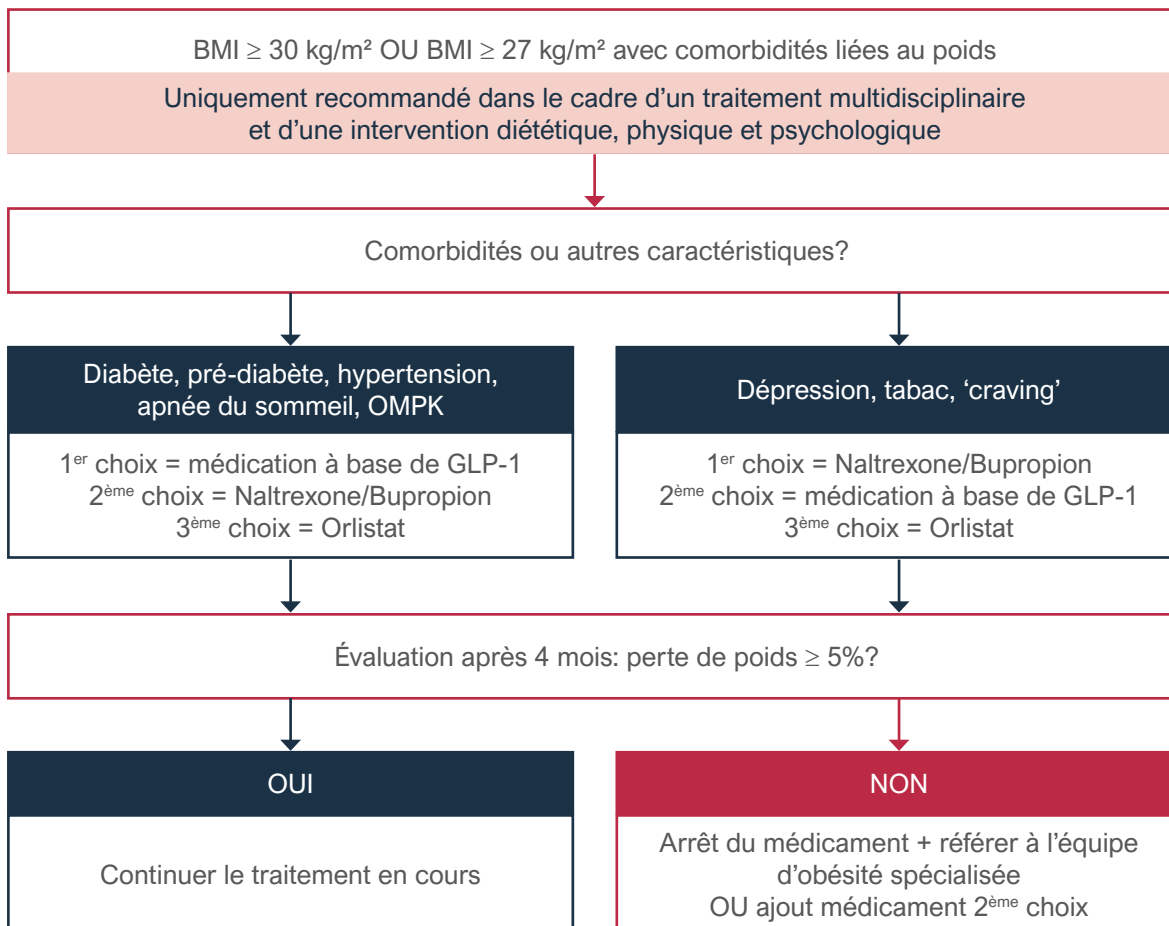 BMI ≥ 30 kg/m² OU BMI ≥ 27 kg/m² avec comorbidités liées au poids
Uniquement recommandé dans le cadre d'un traitement multidisciplinaire
et d'une intervention diététique, physique et psychologique
Comorbidités ou autres caractéristiques?
Diabète, pré-diabète, hypertension,
apnée du sommeil, OMPK
1er choix = médication à base de GLP-1
2ème choix = Naltrexone/Bupropion
3ème choix = Orlistat
Dépression, tabac, 'craving'
1er choix = Naltrexone/Bupropion
2ème choix = médication à base de GLP-1
3ème choix = Orlistat
Évaluation après 4 mois: perte de poids ≥ 5%?
OUI
Continuer le traitement en cours
NON
Arrêt du médicament + référer à l'équipe
d'obésité spécialisée
OU ajout médicament 2ème choix